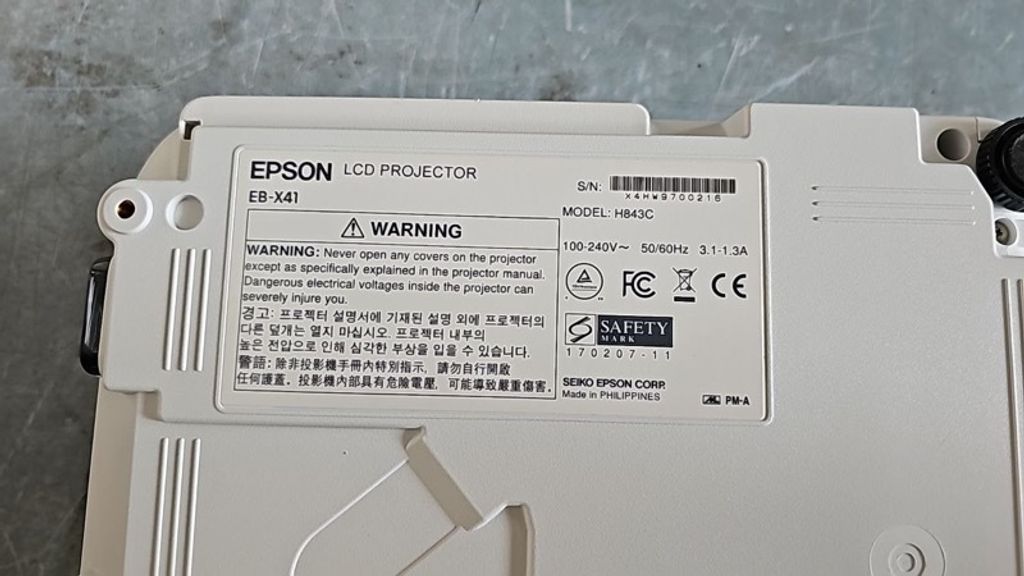 EPSON LCD PROJECTOR
EB-X41
WARNING
WARNING: Never open any covers on the projector
except as specifically explained in the projector manual.
Dangerous electrical voltages inside the projector can
severely injure you.
경고: 프로젝터 설명서에 기재된 설명 외에 프로젝터의
다른 덮개는 열지 마십시오. 프로젝터 내부의
높은 전압으로 인해 심각한 부상을 입을 수 있습니다.
警語: 除非投影機手冊內特別指示，請勿自行開啟
任何護蓋。投影機內部具有危險電壓，可能導致嚴重傷害。
S/N:
X4HW9700216
MODEL: H843C
100-240V～ 50/60Hz 3.1-1.3A
FC CE
SAFETY
MARK
170207-11
SEIKO EPSON CORP.
Made in PHILIPPINES
PM-A